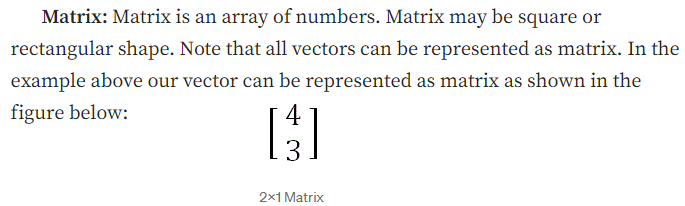 Matrix: Matrix is an array of numbers. Matrix may be square or
rectangular shape. Note that all vectors can be represented as matrix. In the
example above our vector can be represented as matrix as shown in the
figure below:
[4
3]
2×1 Matrix